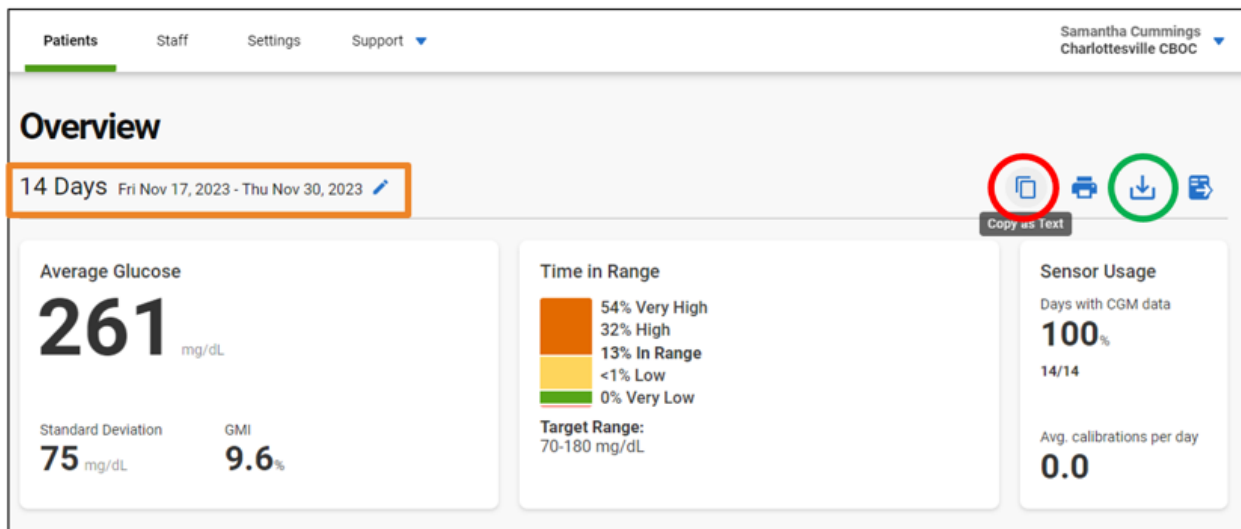 Patients Staff Settings Support
Samantha Cummings
Charlottesville CBOC
Overview
14 Days Fri Nov 17, 2023 - Thu Nov 30, 2023
Copy as Text
Average Glucose
261 mg/dL
Standard Deviation GMI
75 mg/dL 9.6%
Time in Range
54% Very High
32% High
13% In Range
<1% Low
0% Very Low
Target Range:
70-180 mg/dL
Sensor Usage
Days with CGM data
100%
14/14
Avg. calibrations per day
0.0